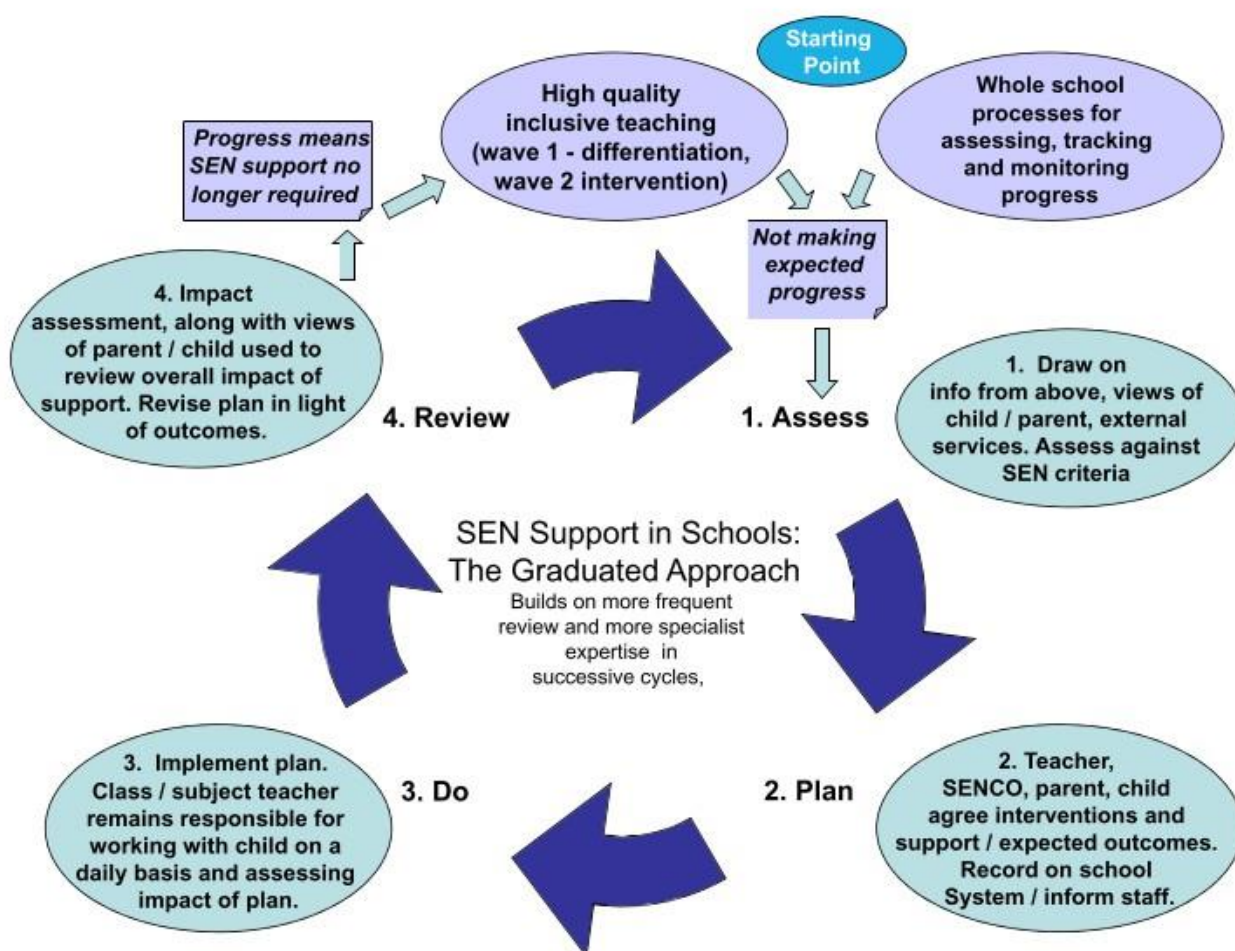 Starting
Point
High quality
inclusive teaching
(wave 1 - differentiation,
wave 2 intervention)
Whole school
processes for
assessing, tracking
and monitoring
progress
Progress means
SEN support no
longer required
Not making
expected
progress
4. Impact
assessment, along with views
of parent / child used to
review overall impact of
support. Revise plan in light
of outcomes.
4. Review
1. Assess
1. Draw on
info from above, views of
child / parent, external
services. Assess against
SEN criteria
SEN Support in Schools:
The Graduated Approach
Builds on more frequent
review and more specialist
expertise in
successive cycles,
3. Implement plan.
Class / subject teacher
remains responsible for
working with child on a
daily basis and assessing
impact of plan.
3. Do
2. Plan
2. Teacher,
SENCO, parent, child
agree interventions and
support / expected outcomes.
Record on school
System / inform staff.